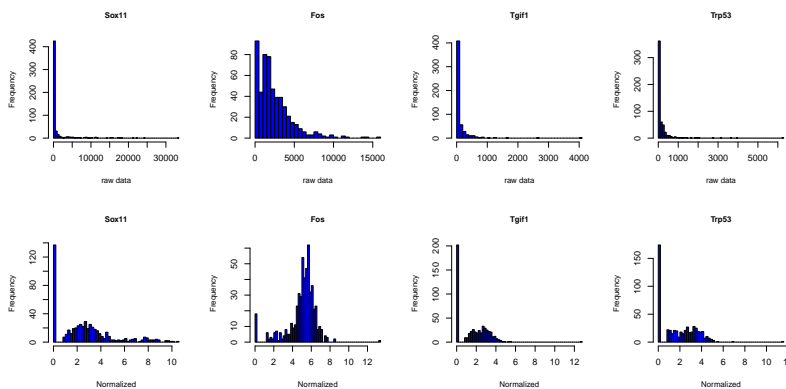 Sox11 Fos Tgif1 Trp53
Frequency Frequency Frequency Frequency
0 100 200 300 400
0 20 40 60 80
0 100 200 300 400
0 100 200 300
0 10000 20000 30000
0 5000 10000 15000
0 1000 2000 3000 4000
0 1000 3000 5000
raw data raw data raw data raw data
Sox11 Fos Tgif1 Trp53
Frequency Frequency Frequency Frequency
0 20 40 60 80 120
0 10 30 50
0 50 100 150 200
0 50 100 150
0 2 4 6 8 10
0 2 4 6 8 10 12
0 2 4 6 8 10 12
0 2 4 6 8 10 12
Normalized Normalized Normalized Normalized